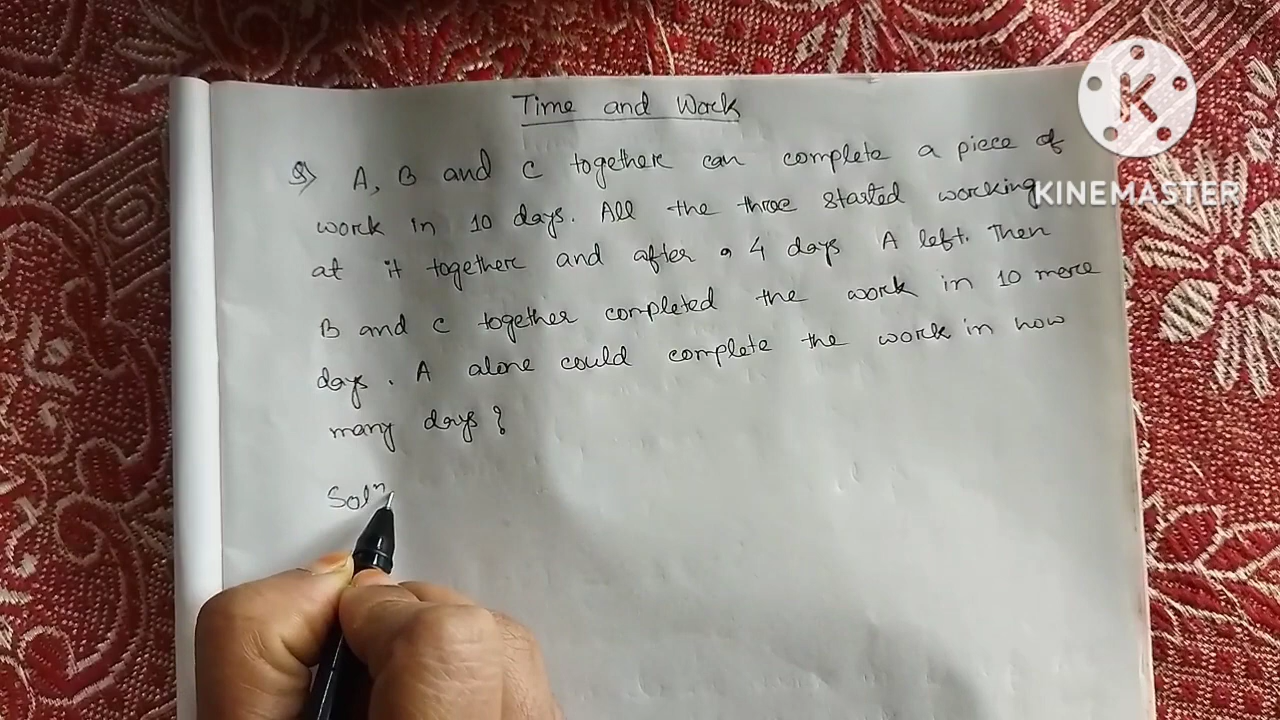 Time and Work
Q) A, B and C together can complete a piece of
work in 10 days. All the three started working
at it together and after 4 days A left. Then
B and C together completed the work in 10 more
days. A alone could complete the work in how
many days?
Solⁿ
K
KINEMASTER